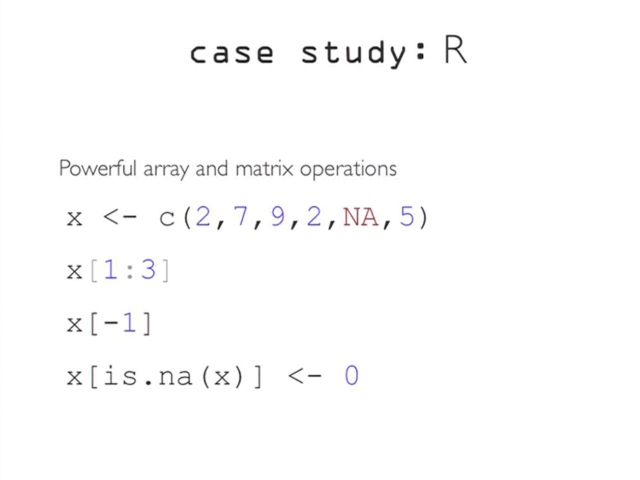 case study: R
Powerful array and matrix operations
x <- c(2,7,9,2,NA,5)
x[1:3]
x[-1]
x[is.na(x)] <- 0